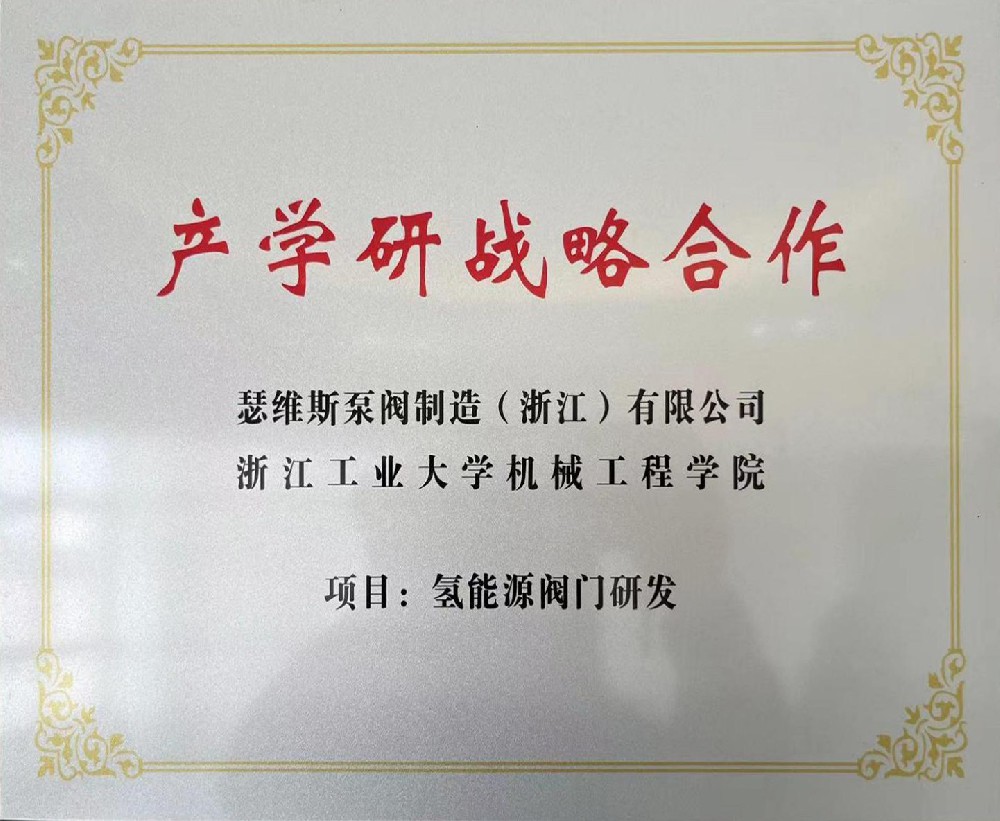 产学研战略合作
瑟维斯泵阀制造（浙江）有限公司
浙江工业大学机械工程学院
项目：氢能源阀门研发